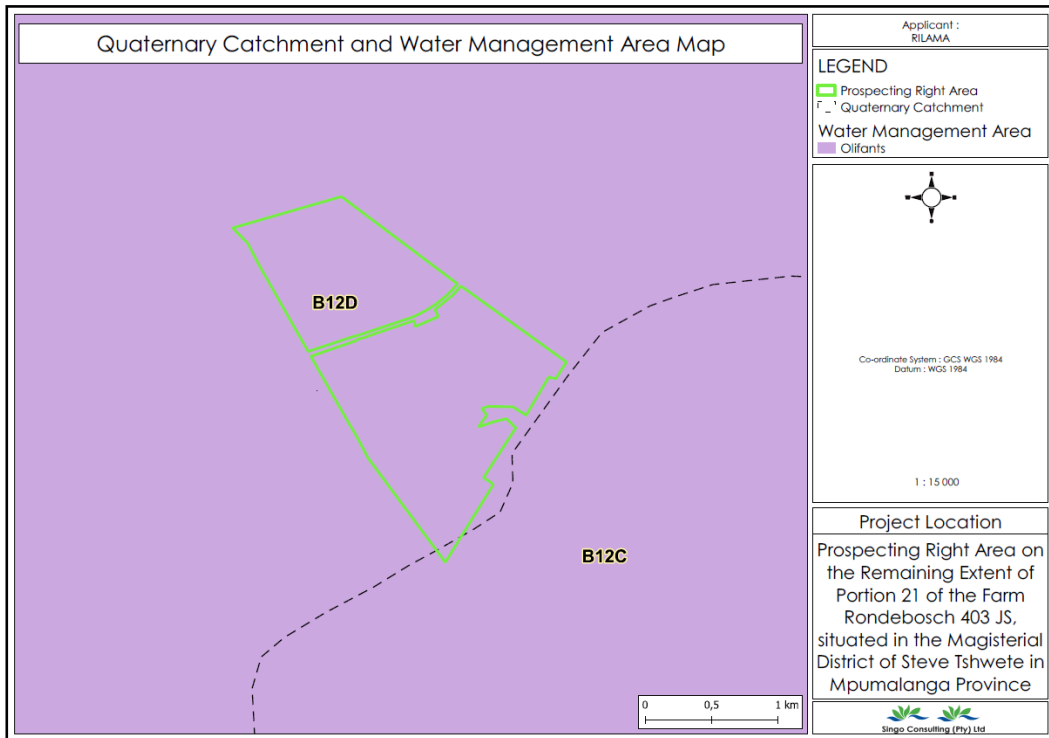 Quaternary Catchment and Water Management Area Map
B12D
B12C
0 0,5 1 km
Applicant :
RILAMA
LEGEND
Prospecting Right Area
Quaternary Catchment
Water Management Area
Olifants
Co-ordinate System : GCS WGS 1984
Datum : WGS 1984
1 : 15 000
Project Location
Prospecting Right Area on
the Remaining Extent of
Portion 21 of the Farm
Rondebosch 403 JS,
situated in the Magisterial
District of Steve Tshwete in
Mpumalanga Province
Singo Consulting (Pty) Ltd